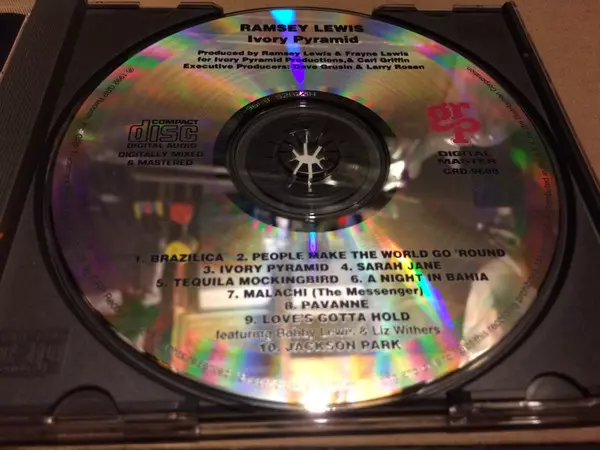 RAMSEY LEWIS
Ivory Pyramid
Produced by Ramsey Lewis & Frayne Lewis
for Ivory Pyramid Productions,& Carl Griffin
Executive Producers: Dave Grusin & Larry Rosen
COMPACT
disc
DIGITAL AUDIO
DIGITALLY MIXED
& MASTERED
grp
DIGITAL
MASTER
1. BRAZILICA 2. PEOPLE MAKE THE WORLD GO 'ROUND
3. IVORY PYRAMID 4. SARAH JANE
5. TEQUILA MOCKINGBIRD 6. A NIGHT IN BAHIA
7. MALACHI (The Messenger)
8. PAVANNE
9. LOVE'S GOTTA HOLD
featuring Bobby Lewis & Liz Withers
10. JACKSON PARK